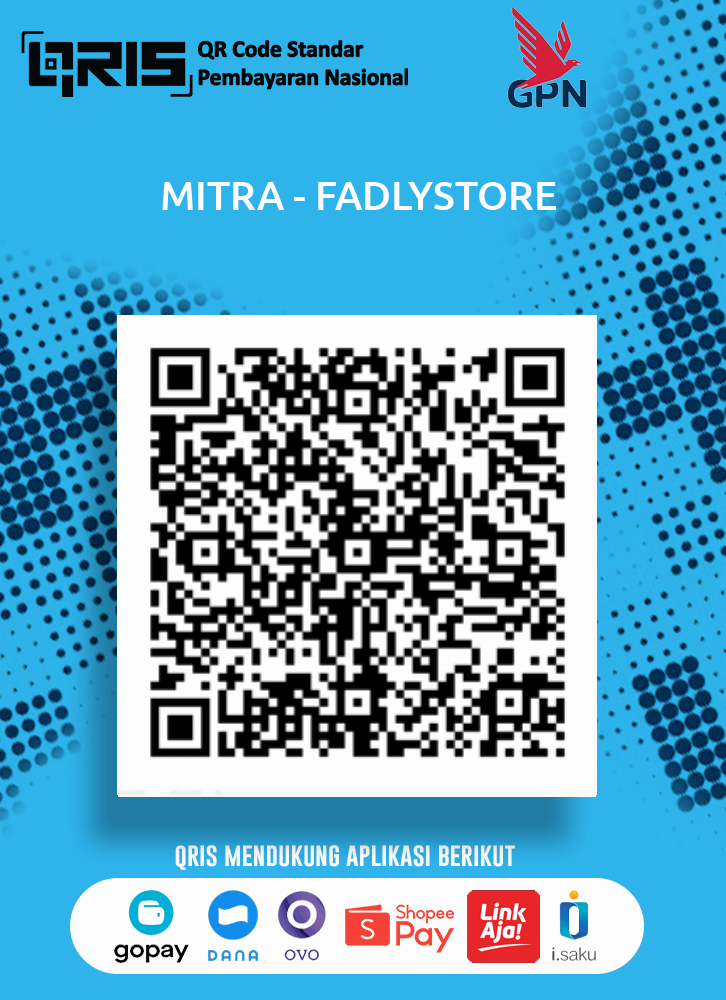 QRIS
QR Code Standar
Pembayaran Nasional
GPN
MITRA - FADLYSTORE
QRIS MENDUKUNG APLIKASI BERIKUT
gopay
DANA
OVO
S
Shopee
Pay
Link
Aja!
i.saku